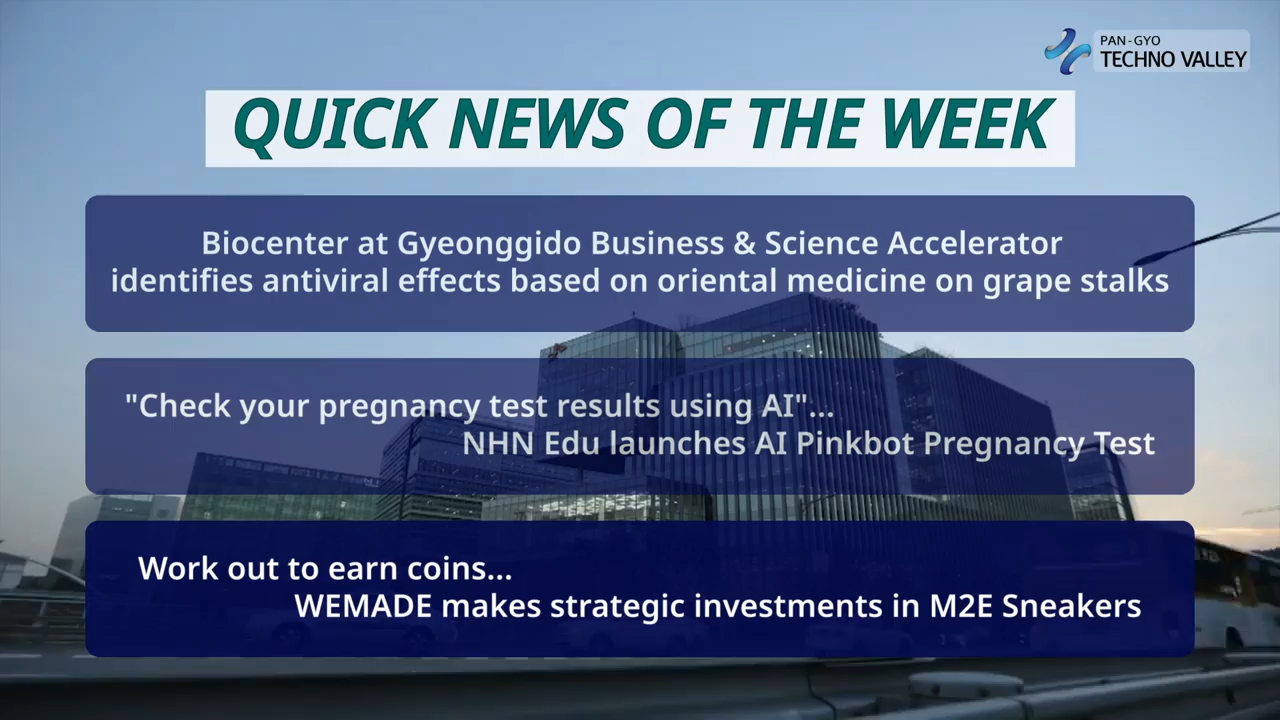 PAN-GYO
TECHNO VALLEY
QUICK NEWS OF THE WEEK
Biocenter at Gyeonggido Business & Science Accelerator
identifies antiviral effects based on oriental medicine on grape stalks
"Check your pregnancy test results using AI"...
NHN Edu launches AI Pinkbot Pregnancy Test
Work out to earn coins...
WEMADE makes strategic investments in M2E Sneakers